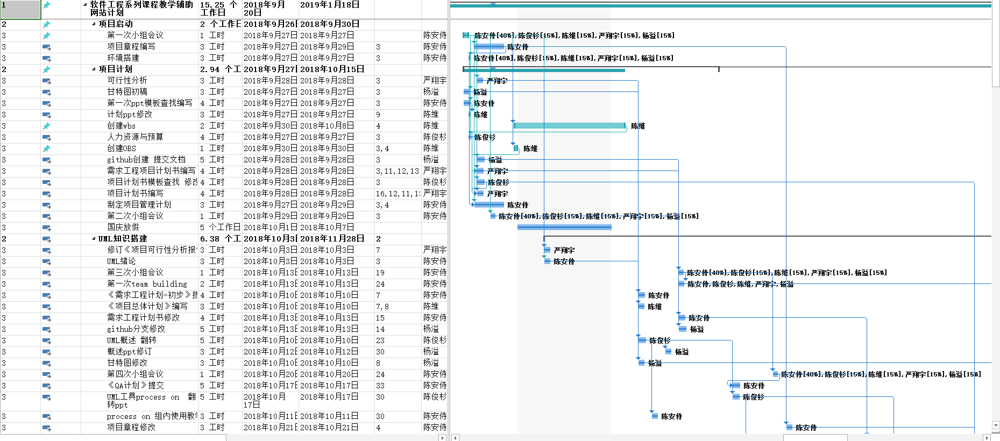 1 软件工程系列课程教学辅助网站计划 15.25 个工作日 2018年9月20日 2019年1月18日
2 项目启动 2 个工作日 2018年9月26日 2018年9月30日
3 第一次小组会议 1 工时 2018年9月27日 2018年9月27日 陈安侍 陈安侍[40%],陈俊杉[15%],陈维[15%],严翔宇[15%],杨溢[15%]
3 项目章程编写 3 工时 2018年9月27日 2018年9月29日 3 陈安侍 陈安侍
3 环境搭建 3 工时 2018年9月27日 2018年9月27日 3 陈安侍 陈安侍[40%],陈俊杉[15%],陈维[15%],严翔宇[15%],杨溢[15%]
2 项目计划 2.94 个工 2018年9月27日 2018年10月15日
3 可行性分析 3 工时 2018年9月28日 2018年9月28日 3 严翔宇 严翔宇
3 甘特图初稿 3 工时 2018年9月27日 2018年9月27日 3 杨溢 杨溢
3 第一次ppt模板查找编写 4 工时 2018年9月27日 2018年9月27日 3 陈安侍 陈安侍
3 计划ppt修改 3 工时 2018年9月27日 2018年9月27日 9 陈维 陈维
3 创建wbs 2 工时 2018年9月30日 2018年10月8日 4 陈维 陈维
3 人力资源与预算 4 工时 2018年9月27日 2018年9月27日 3 陈俊杉 陈俊杉
3 创建OBS 1 工时 2018年9月30日 2018年9月30日 3,4 陈维 陈维
3 github创建 提交文档 5 工时 2018年9月28日 2018年9月28日 3 杨溢 杨溢
3 需求工程项目计划书编写 4 工时 2018年9月28日 2018年9月28日 3,11,12,13 严翔宇 严翔宇
3 项目计划书模板查找 修改 4 工时 2018年9月28日 2018年9月28日 3 陈俊杉 陈俊杉
3 项目计划书编写 4 工时 2018年9月28日 2018年9月28日 16,12,11,1 严翔宇 严翔宇
3 制定项目管理计划 3 工时 2018年9月27日 2018年9月29日 3,4 陈安侍 陈安侍
3 第二次小组会议 1 工时 2018年9月29日 2018年9月29日 3 陈安侍 陈安侍[40%],陈俊杉[15%],陈维[15%],严翔宇[15%],杨溢[15%]
3 国庆放假 5 个工作日 2018年10月1日 2018年10月7日
2 UML知识搭建 6.38 个工 2018年10月3日 2018年11月28日 2
3 修订《项目可行性分析报 3 工时 2018年10月3日 2018年10月3日 7 严翔宇 严翔宇
3 UML绪论 3 工时 2018年10月3日 2018年10月3日 3 陈安侍 陈安侍
3 第三次小组会议 1 工时 2018年10月13日 2018年10月13日 19 陈安侍 陈安侍[40%],陈俊杉[15%],陈维[15%],严翔宇[15%],杨溢[15%]
3 第一次team building 2 工时 2018年10月13日 2018年10月13日 24 陈安侍 陈安侍,陈俊杉,陈维,严翔宇,杨溢
3 《需求工程计划-初步》提 4 工时 2018年10月10日 2018年10月10日 7 陈安侍 陈安侍
3 《项目总体计划》编写 3 工时 2018年10月10日 2018年10月10日 7,8 陈维 陈维
3 需求工程计划书修改 4 工时 2018年10月13日 2018年10月13日 15 陈安侍 陈安侍
3 github分支修改 5 工时 2018年10月13日 2018年10月13日 14 杨溢 杨溢
3 UML概述 翻转 5 工时 2018年10月10日 2018年10月10日 23 陈俊杉 陈俊杉
3 概述ppt修订 3 工时 2018年10月12日 2018年10月12日 30 杨溢 杨溢
3 甘特图修改 3 工时 2018年10月10日 2018年10月10日 8 杨溢 杨溢
3 第四次小组会议 1 工时 2018年10月20日 2018年10月20日 24 陈安侍 陈安侍[40%],陈俊杉[15%],陈维[15%],严翔宇[15%],杨溢[15%]
3 《QA计划》提交 5 工时 2018年10月17日 2018年10月17日 33 陈安侍 陈安侍
3 UML工具process on 翻转ppt 5 工时 2018年10月17日 2018年10月17日 30 陈俊杉 陈俊杉
3 process on 组内使用教学 3 工时 2018年10月11日 2018年10月11日 30 陈安侍 陈安侍
3 项目章程修改 3 工时 2018年10月21日 2018年10月21日 4 陈安侍 陈安侍